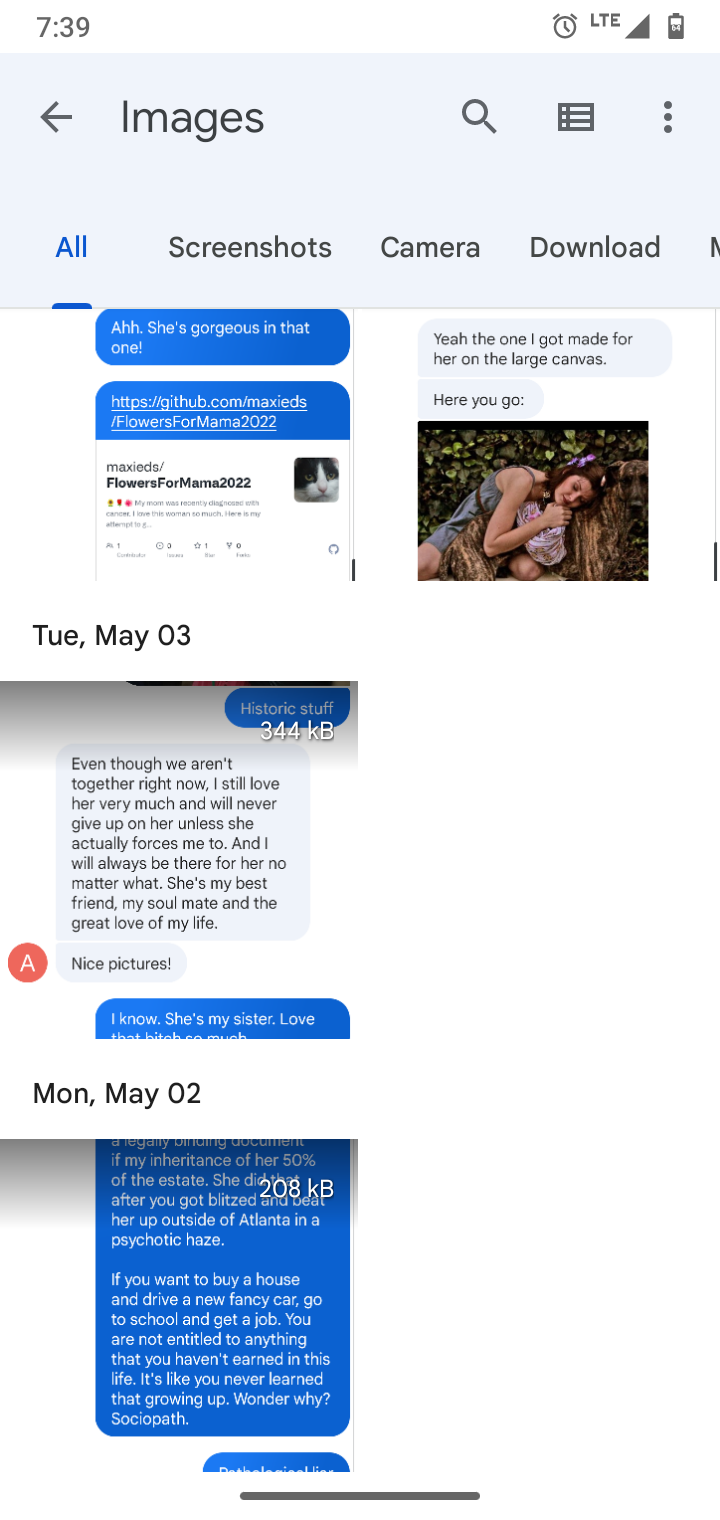 7:39
LTE
64
Images
All
Screenshots
Camera
Download
Ahh. She's gorgeous in that
one!
https://github.com/maxieds
/FlowersForMama2022
maxieds/
FlowersForMama2022
My mom was recently diagnosed with
cancer. I love this woman so much. Here is my
attempt to g...
1
Contributor
0
Issues
1
Star
0
Forks
Yeah the one I got made for
her on the large canvas.
Here you go:
Tue, May 03
Historic stuff
344 kB
Even though we aren't
together right now, I still love
her very much and will never
give up on her unless she
actually forces me to. And I
will always be there for her no
matter what. She's my best
friend, my soul mate and the
great love of my life.
A
Nice pictures!
I know. She's my sister. Love
that bitch so much
Mon, May 02
a legally binding document
if my inheritance of her 50%
of the estate. She did that
208 kB
after you got blitzed and beat
her up outside of Atlanta in a
psychotic haze.
If you want to buy a house
and drive a new fancy car, go
to school and get a job. You
are not entitled to anything
that you haven't earned in this
life. It's like you never learned
that growing up. Wonder why?
Sociopath.
Pathological liar